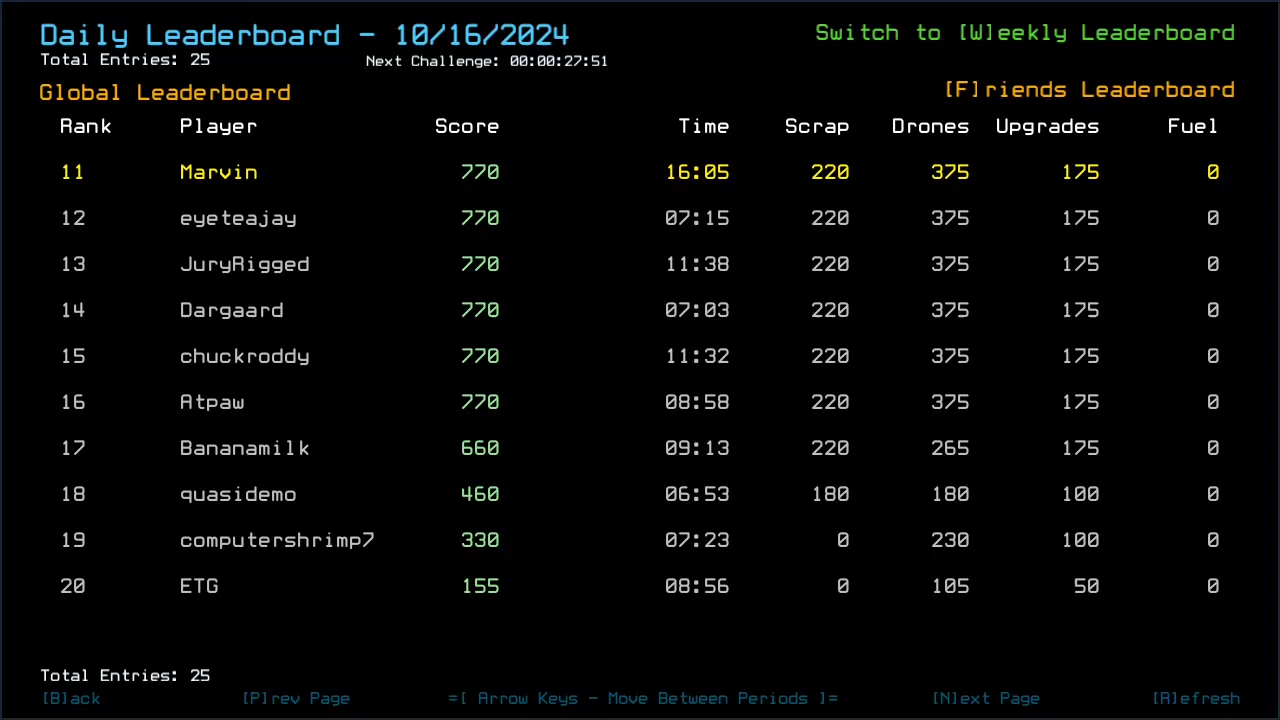 Daily Leaderboard - 10/16/2024 Switch to [W]eekly Leaderboard
Total Entries: 25 Next Challenge: 00:00:27:51
Global Leaderboard [F]riends Leaderboard
Rank Player Score Time Scrap Drones Upgrades Fuel
11 Marvin 770 16:05 220 375 175 0
12 eyeteajay 770 07:15 220 375 175 0
13 JuryRigged 770 11:38 220 375 175 0
14 Dargaard 770 07:03 220 375 175 0
15 chuckroddy 770 11:32 220 375 175 0
16 Atpaw 770 08:58 220 375 175 0
17 Bananamilk 660 09:13 220 265 175 0
18 quasidemo 460 06:53 180 180 100 0
19 computershrimp7 330 07:23 0 230 100 0
20 ETG 155 08:56 0 105 50 0
Total Entries: 25
[B]ack [P]rev Page =[ Arrow Keys - Move Between Periods ]= [N]ext Page [R]efresh